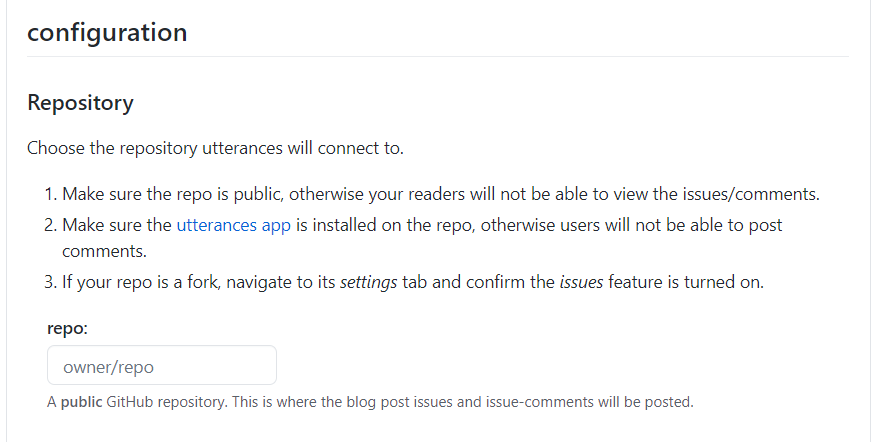 configuration
Repository
Choose the repository utterances will connect to.
1. Make sure the repo is public, otherwise your readers will not be able to view the issues/comments.
2. Make sure the utterances app is installed on the repo, otherwise users will not be able to post
comments.
3. If your repo is a fork, navigate to its settings tab and confirm the issues feature is turned on.
repo:
owner/repo
A public GitHub repository. This is where the blog post issues and issue-comments will be posted.